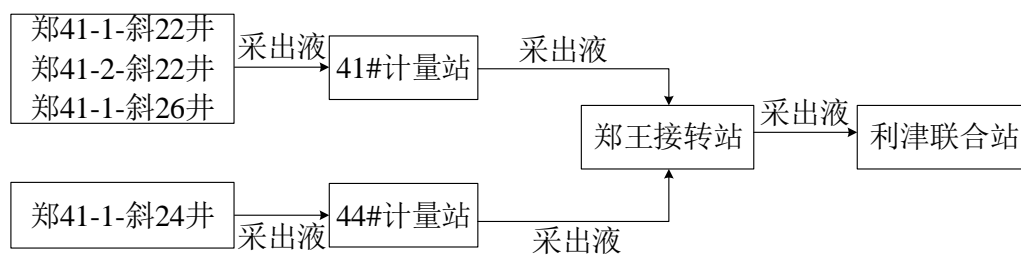 郑41-1-斜22井
郑41-2-斜22井
郑41-1-斜26井
采出液
41#计量站
采出液
郑王接转站
采出液
利津联合站
郑41-1-斜24井
采出液
44#计量站
采出液